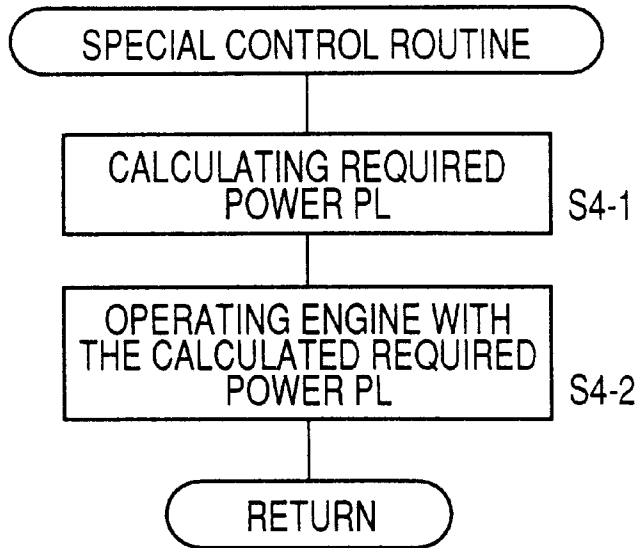 SPECIAL CONTROL ROUTINE
CALCULATING REQUIRED
POWER PL
S4-1
OPERATING ENGINE WITH
THE CALCULATED REQUIRED
POWER PL
S4-2
RETURN